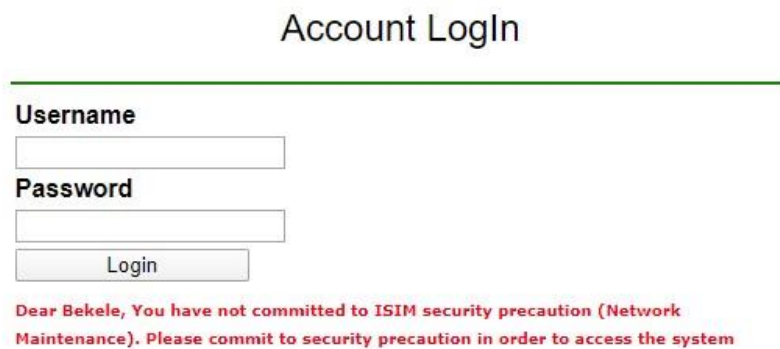 Account LogIn
Username
Password
Login
Dear Bekele, You have not committed to ISIM security precaution (Network
Maintenance). Please commit to security precaution in order to access the system